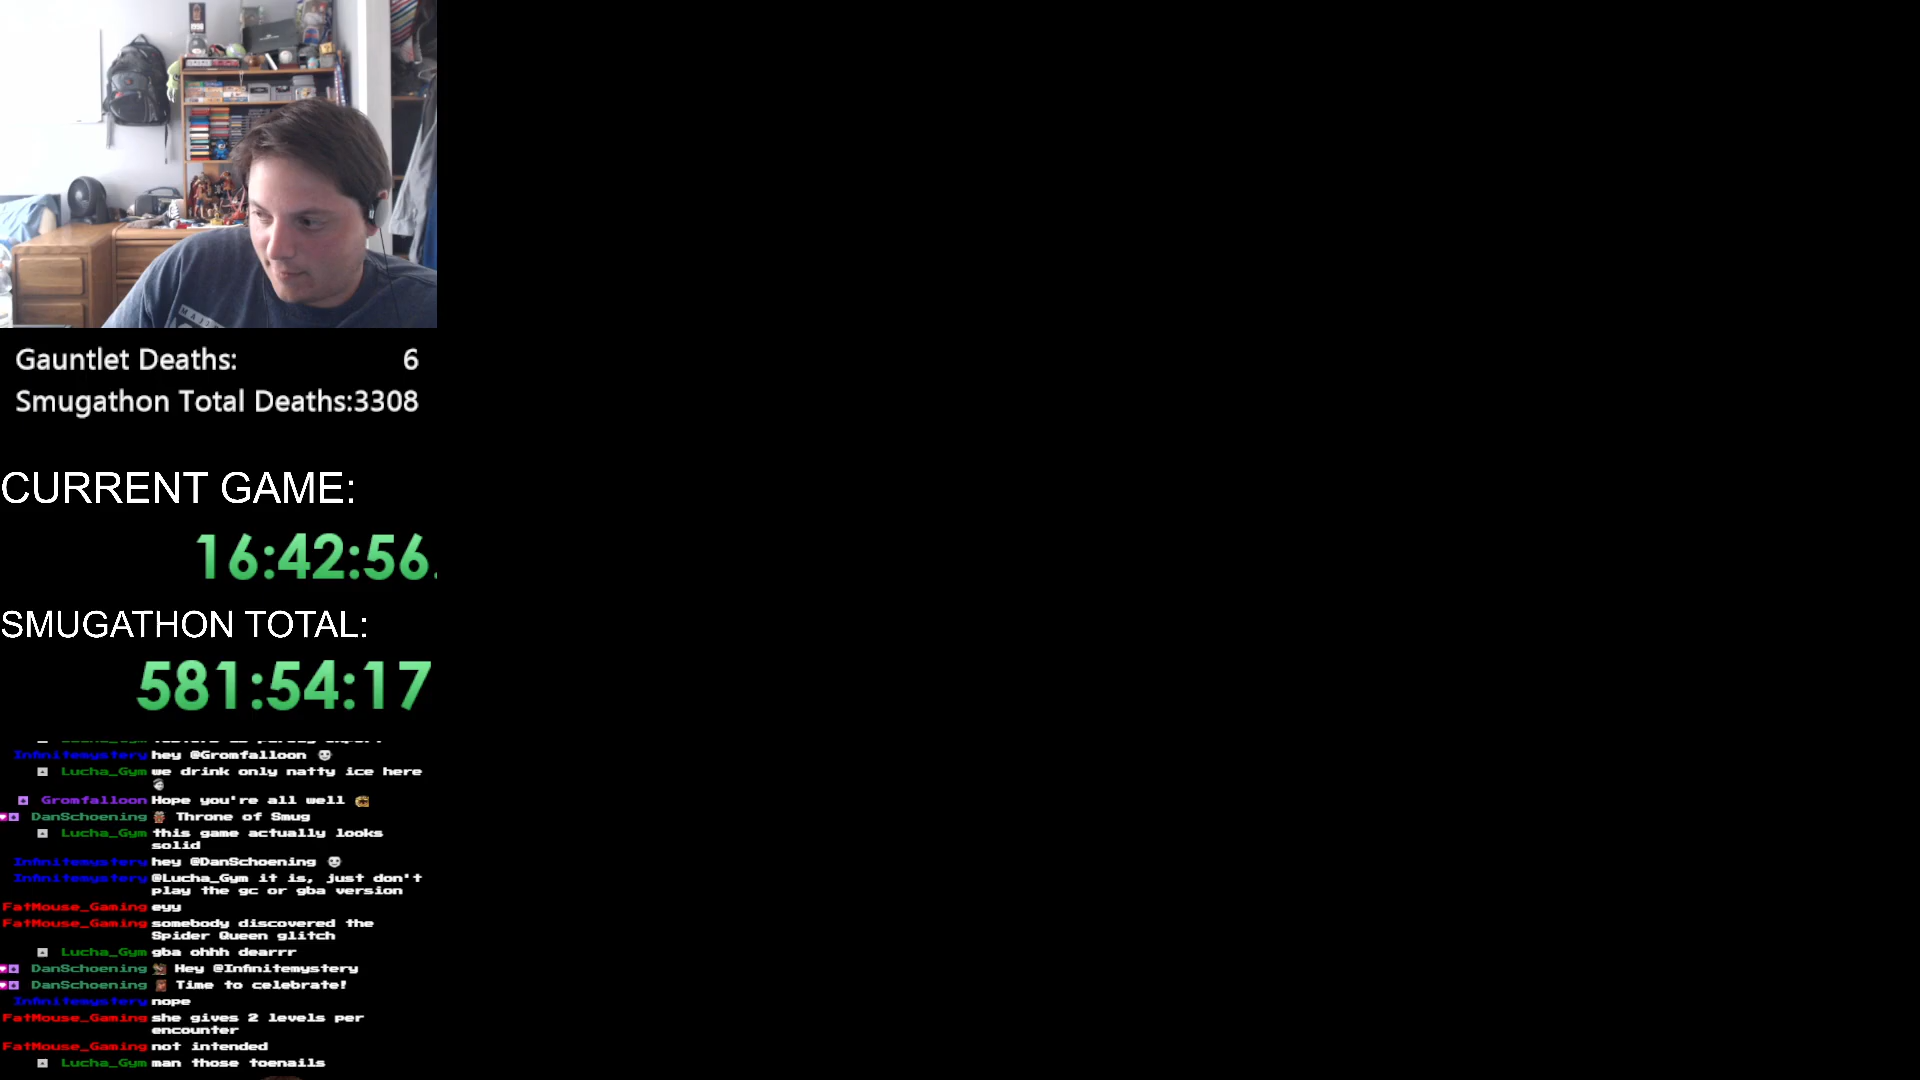 Gauntlet Deaths: 6
Smugathon Total Deaths:3308
CURRENT GAME:
16:42:56.
SMUGATHON TOTAL:
581:54:17
Infinitemystery hey @Gromfalloon
Lucha_Gym we drink only natty ice here
Gromfalloon Hope you're all well
DanSchoening Throne of Smug
Lucha_Gym this game actually looks
solid
Infinitemystery hey @DanSchoening
Infinitemystery @Lucha_Gym it is, just don't
play the gc or gba version
FatMouse_Gaming eyy
FatMouse_Gaming somebody discovered the
Spider Queen glitch
Lucha_Gym gba ohhh dearrr
DanSchoening Hey @Infinitemystery
DanSchoening Time to celebrate!
Infinitemystery nope
FatMouse_Gaming she gives 2 levels per
encounter
FatMouse_Gaming not intended
Lucha_Gym man those toenails